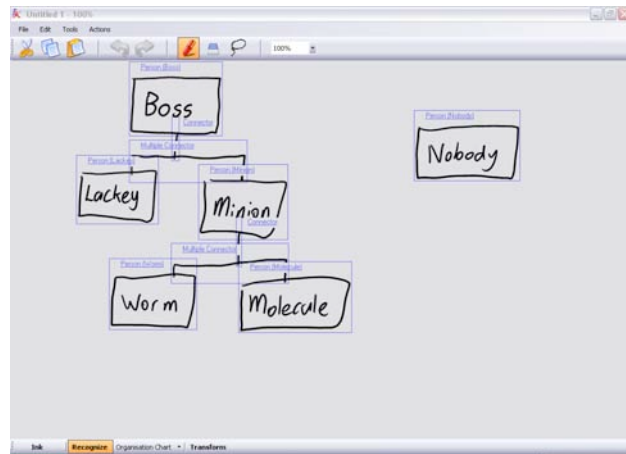 Untitled 1 - 100%
File Edit Tools Actions
100%
Person (Boss)
Boss
Connector
Person (Nobody)
Nobody
Multiple Connector
Person (Lackey)
Lackey
Person (Minion)
Minion
Connector
Multiple Connector
Person (Worm)
Worm
Person (Molecule)
Molecule
Ink Recognize Organisation Chart Transforms